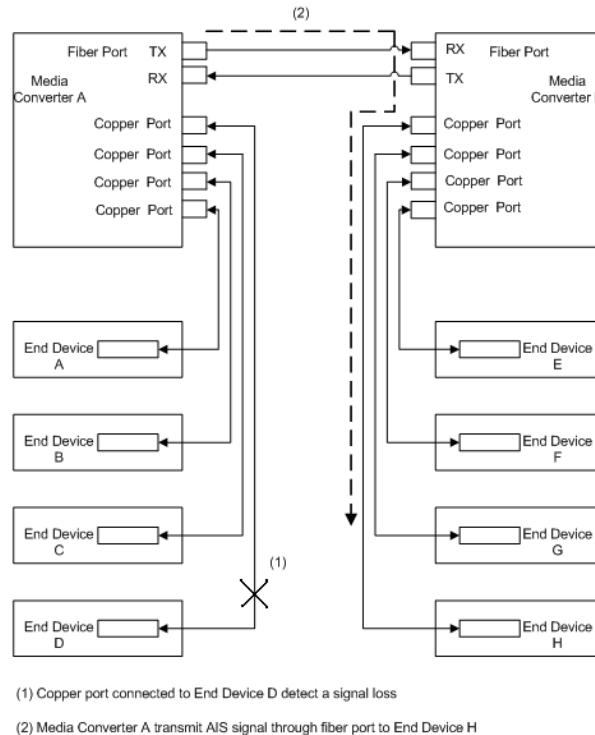 (2)
Fiber Port TX
RX Fiber Port
Media
Converter A
RX
TX
Media
Converter
Copper Port
Copper Port
Copper Port
Copper Port
Copper Port
Copper Port
Copper Port
Copper Port
End Device
A
End Device
E
End Device
B
End Device
F
End Device
C
End Device
G
(1)
End Device
D
End Device
H
(1) Copper port connected to End Device D detect a signal loss
(2) Media Converter A transmit AIS signal through fiber port to End Device H